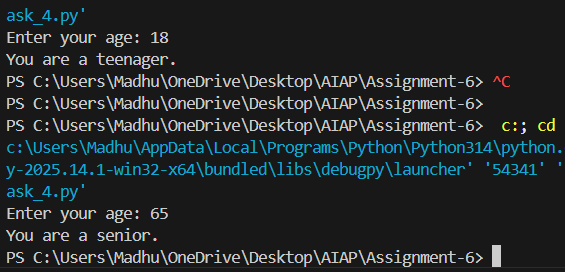 ask_4.py'
Enter your age: 18
You are a teenager.
PS C:\Users\Madhu\OneDrive\Desktop\AIAP\Assignment-6> ^C
PS C:\Users\Madhu\OneDrive\Desktop\AIAP\Assignment-6>
PS C:\Users\Madhu\OneDrive\Desktop\AIAP\Assignment-6>  c:; cd
c:\Users\Madhu\AppData\Local\Programs\Python\Python314\python.
y-2025.14.1-win32-x64\bundled\libs\debugpy\launcher' '54341' '
ask_4.py'
Enter your age: 65
You are a senior.
PS C:\Users\Madhu\OneDrive\Desktop\AIAP\Assignment-6>